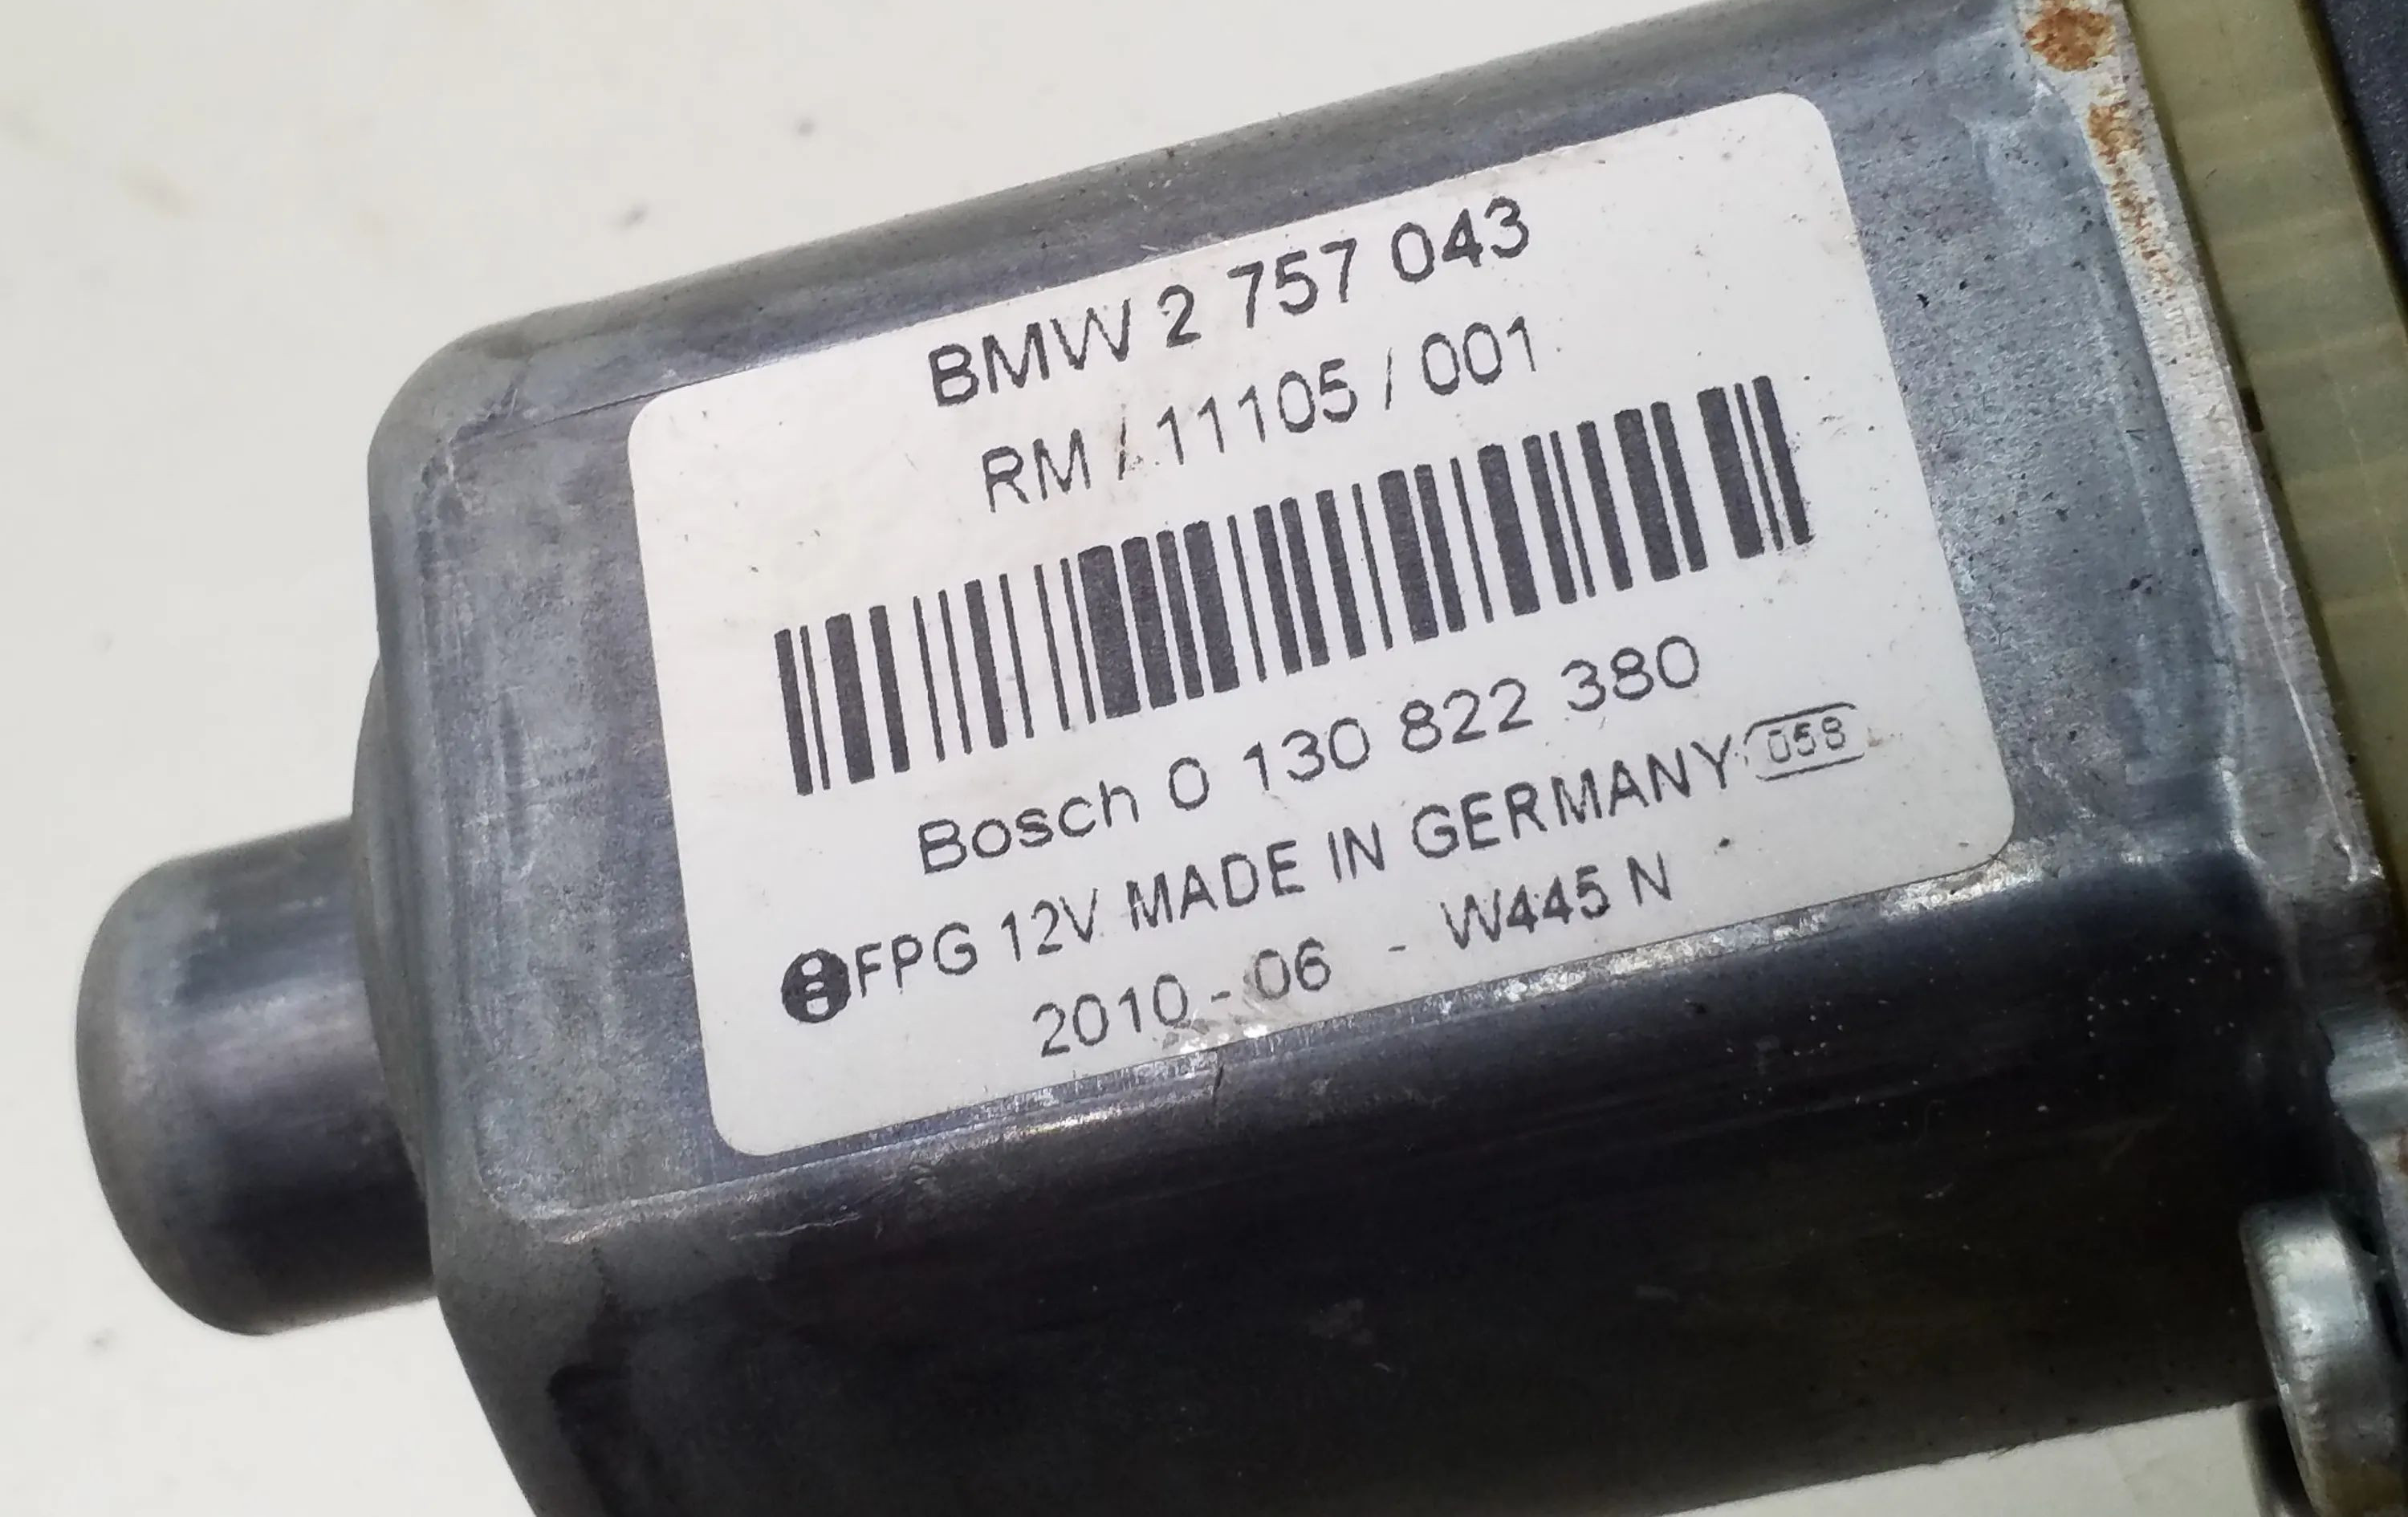 BMW 2 757 043
RM / 11105 / 001
Bosch 0 130 822 380
FPG 12V MADE IN GERMANY 058
2010 - 06 - W445 N